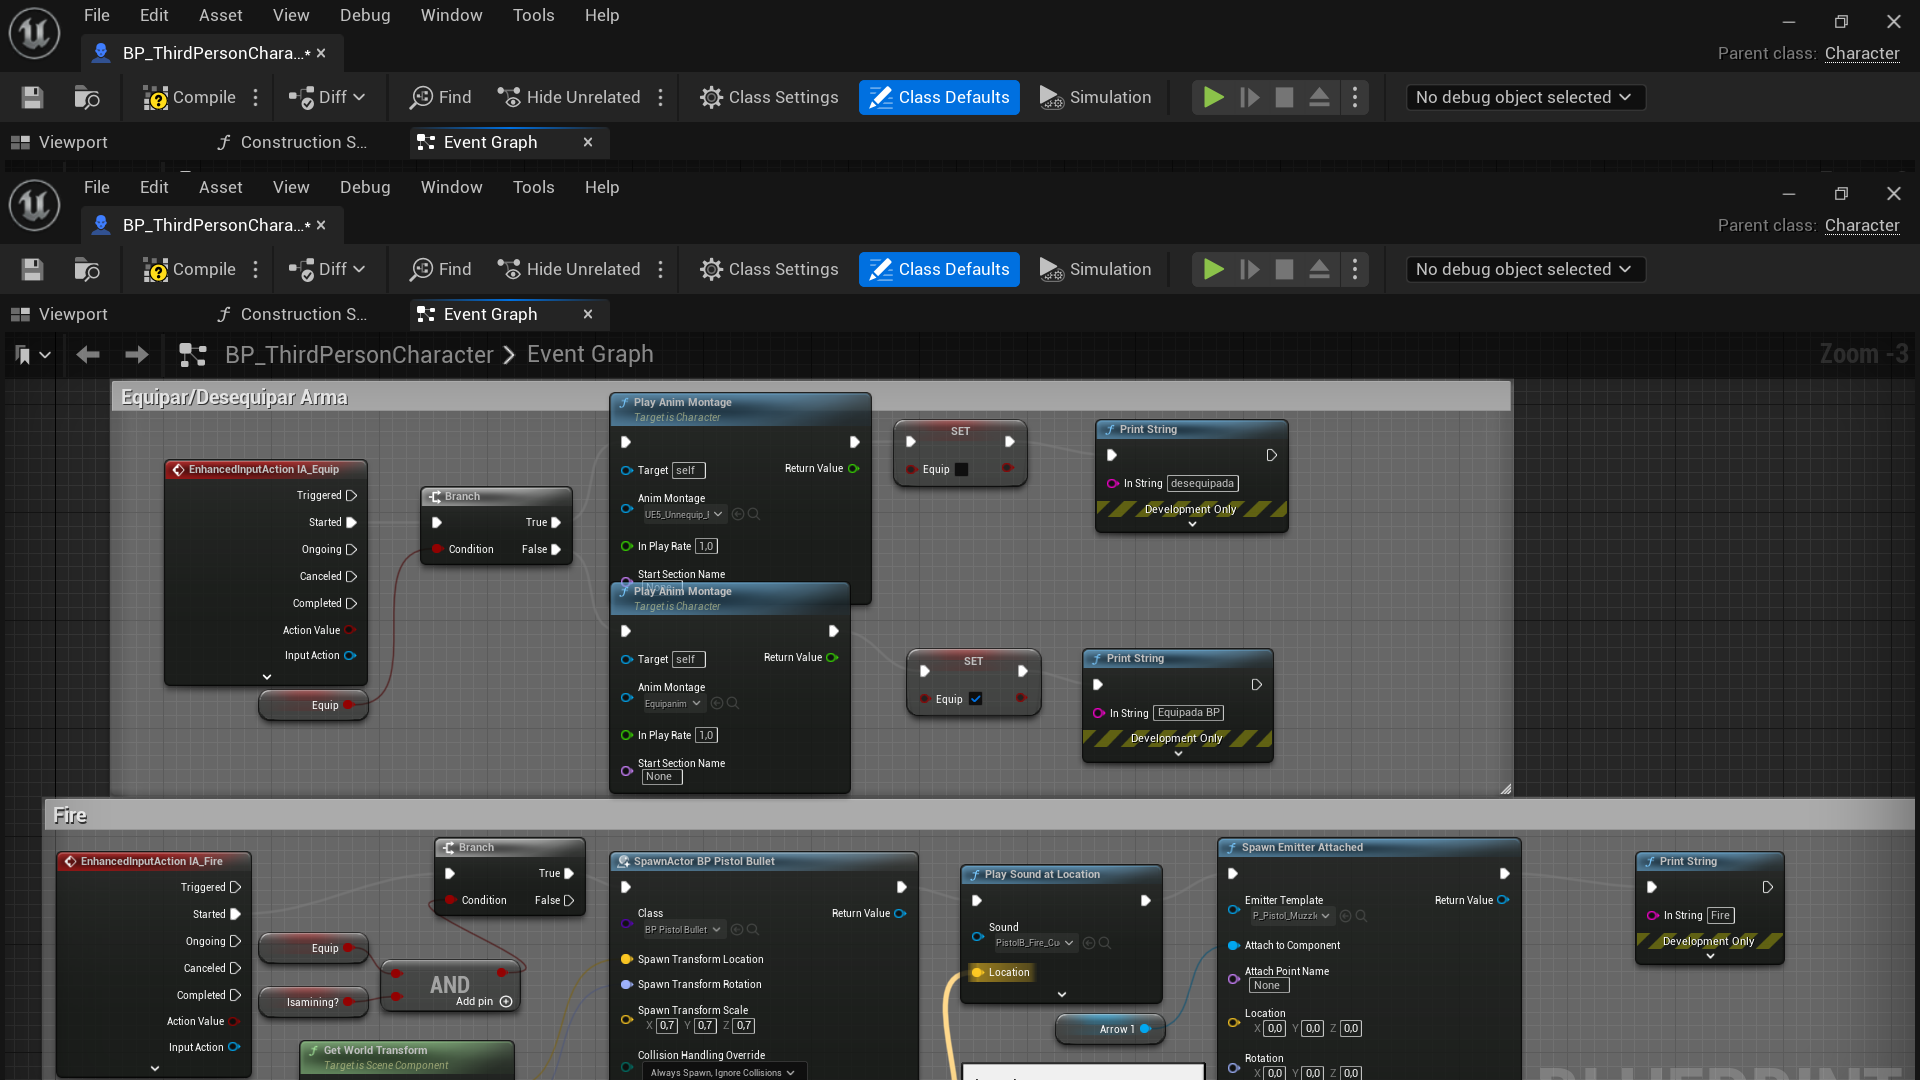 File Edit Asset View Debug Window Tools Help
BP_ThirdPersonChara...*
Parent class: Character
Compile Diff Find Hide Unrelated Class Settings Class Defaults Simulation No debug object selected
Viewport Construction S... Event Graph
File Edit Asset View Debug Window Tools Help
BP_ThirdPersonChara...*
Parent class: Character
Compile Diff Find Hide Unrelated Class Settings Class Defaults Simulation No debug object selected
Viewport Construction S... Event Graph
BP_ThirdPersonCharacter Event Graph
Zoom -3
Equipar/Desequipar Arma
EnhancedInputAction IA_Equip
Triggered
Started
Ongoing
Canceled
Completed
Action Value
Input Action
Equip
Branch
True
Condition False
Play Anim Montage
Target is Character
Target self Return Value
Anim Montage
In Play Rate 1,0
Start Section Name
None
SET
Equip
Print String
In String desequipada
Development Only
Play Anim Montage
Target is Character
Target self Return Value
Anim Montage
Equipanim
In Play Rate 1,0
Start Section Name
None
SET
Equip
Print String
In String Equipada BP
Development Only
Fire
EnhancedInputAction IA_Fire
Triggered
Started
Ongoing
Canceled
Completed
Action Value
Input Action
Equip
Isamining?
AND
Add pin
Branch
True
Condition False
Get World Transform
Target is Scene Component
SpawnActor BP Pistol Bullet
Class Return Value
BP Pistol Bullet
Spawn Transform Location
Spawn Transform Rotation
Spawn Transform Scale
X 0,7 Y 0,7 Z 0,7
Collision Handling Override
Always Spawn, Ignore Collisions
Play Sound at Location
Sound
PistolB_Fire_Cu
Location
Arrow 1
Spawn Emitter Attached
Emitter Template Return Value
P_Pistol_Muzzl
Attach to Component
Attach Point Name
None
Location
X 0,0 Y 0,0 Z 0,0
Rotation
X 0,0 Y 0,0 Z 0,0
Print String
In String Fire
Development Only